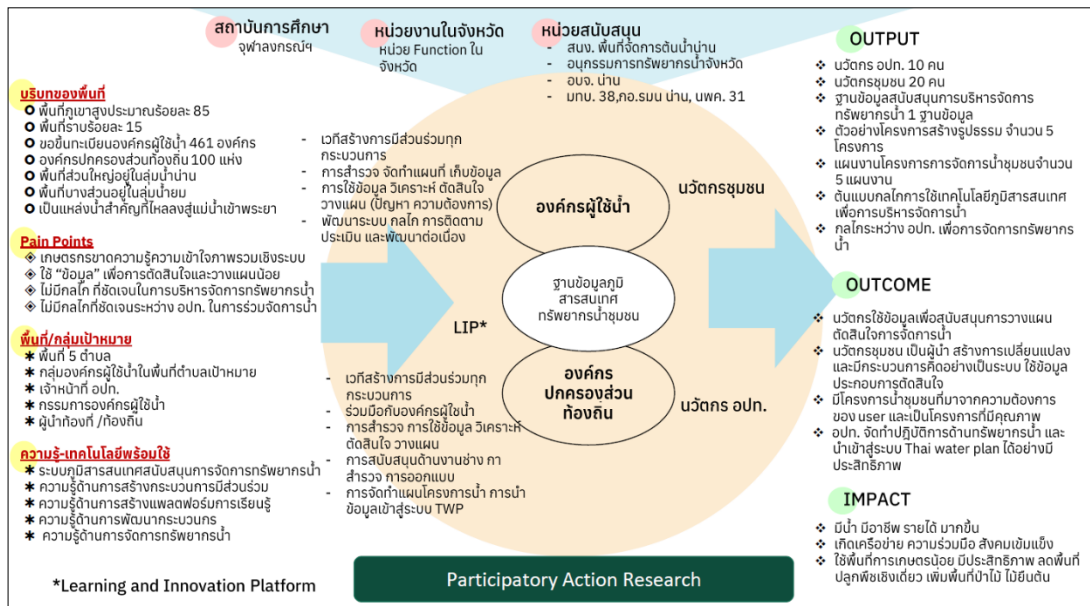 สถาบันการศึกษา
จุฬาลงกรณ์ฯ
หน่วยงานในจังหวัด
หน่วย Function ใน
จังหวัด
หน่วยสนับสนุน
- สนง. พื้นที่จัดการต้นน้ำน่าน
- อนุกรรมการทรัพยากรน้ำจังหวัด
- อบจ. น่าน
- มทบ. 38,กอ.รมน น่าน, นพค. 31
บริบทของพื้นที่
พื้นที่ภูเขาสูงประมาณร้อยละ 85
พื้นที่ราบร้อยละ 15
ขอขึ้นทะเบียนองค์กรผู้ใช้น้ำ 461 องค์กร
องค์กรปกครองส่วนท้องถิ่น 100 แห่ง
พื้นที่ส่วนใหญ่อยู่ในลุ่มน้ำน่าน
พื้นที่บางส่วนอยู่ในลุ่มน้ำยม
เป็นแหล่งน้ำสำคัญที่ไหลลงสู่แม่น้ำเจ้าพระยา
Pain Points
เกษตรกรขาดความรู้ความเข้าใจภาพรวมเชิงระบบ
ใช้ “ข้อมูล” เพื่อการตัดสินใจและวางแผนน้อย
ไม่มีกลไก ที่ชัดเจนในการบริหารจัดการทรัพยากรน้ำ
ไม่มีกลไกที่ชัดเจนระหว่าง อปท. ในการร่วมจัดการน้ำ
พื้นที่/กลุ่มเป้าหมาย
พื้นที่ 5 ตำบล
กลุ่มองค์กรผู้ใช้น้ำในพื้นที่ตำบลเป้าหมาย
เจ้าหน้าที่ อปท.
กรรมการองค์กรผู้ใช้น้ำ
ผู้นำท้องที่ /ท้องถิ่น
ความรู้-เทคโนโลยีพร้อมใช้
ระบบภูมิสารสนเทศสนับสนุนการจัดการทรัพยากรน้ำ
ความรู้ด้านการสร้างกระบวนการมีส่วนร่วม
ความรู้ด้านการสร้างแพลตฟอร์มการเรียนรู้
ความรู้ด้านการพัฒนากระบวนกร
ความรู้ด้านการจัดการทรัพยากรน้ำ
*Learning and Innovation Platform
- เวทีสร้างการมีส่วนร่วมทุก
กระบวนการ
- การสำรวจ จัดทำแผนที่ เก็บข้อมูล
- การใช้ข้อมูล วิเคราะห์ ตัดสินใจ
วางแผน (ปัญหา ความต้องการ)
- พัฒนาระบบ กลไก การติดตาม
ประเมิน และพัฒนาต่อเนื่อง
LIP*
- เวทีสร้างการมีส่วนร่วมทุก
กระบวนการ
- ร่วมมือกับองค์กรผู้ใช้น้ำ
- การสำรวจ การใช้ข้อมูล วิเคราะห์
ตัดสินใจ วางแผน
- การสนับสนุนด้านงานช่าง กา
สำรวจ การออกแบบ
- การจัดทำแผนโครงการน้ำ การนำ
ข้อมูลเข้าสู่ระบบ TWP
องค์กรผู้ใช้น้ำ
นวัตกรชุมชน
ฐานข้อมูลภูมิ
สารสนเทศ
ทรัพยากรน้ำชุมชน
องค์กร
ปกครองส่วน
ท้องถิ่น
นวัตกร อปท.
Participatory Action Research
OUTPUT
นวัตกร อปท. 10 คน
นวัตกรชุมชน 20 คน
ฐานข้อมูลสนับสนุนการบริหารจัดการ
ทรัพยากรน้ำ 1 ฐานข้อมูล
ตัวอย่างโครงการสร้างรูปธรรม จำนวน 5
โครงการ
แผนงานโครงการการจัดการน้ำชุมชนจำนวน
5 แผนงาน
ต้นแบบกลไกการใช้เทคโนโลยีภูมิสารสนเทศ
เพื่อการบริหารจัดการน้ำ
กลไกระหว่าง อปท. เพื่อการจัดการทรัพยากร
น้ำ
OUTCOME
นวัตกรใช้ข้อมูลเพื่อสนับสนุนการวางแผน
ตัดสินใจการจัดการน้ำ
นวัตกรชุมชน เป็นผู้นำ สร้างการเปลี่ยนแปลง
และมีกระบวนการคิดอย่างเป็นระบบ ใช้ข้อมูล
ประกอบการตัดสินใจ
มีโครงการน้ำชุมชนที่มาจากความต้องการ
ของ user และเป็นโครงการที่มีคุณภาพ
อปท. จัดทำปฏิบัติการด้านทรัพยากรน้ำ และ
นำเข้าสู่ระบบ Thai water plan ได้อย่างมี
ประสิทธิภาพ
IMPACT
มีน้ำ มีอาชีพ รายได้ มากขึ้น
เกิดเครือข่าย ความร่วมมือ สังคมเข้มแข็ง
ใช้พื้นที่การเกษตรน้อย มีประสิทธิภาพ ลดพื้นที่
ปลูกพืชเชิงเดี่ยว เพิ่มพื้นที่ป่าไม้ ไม้ยืนต้น